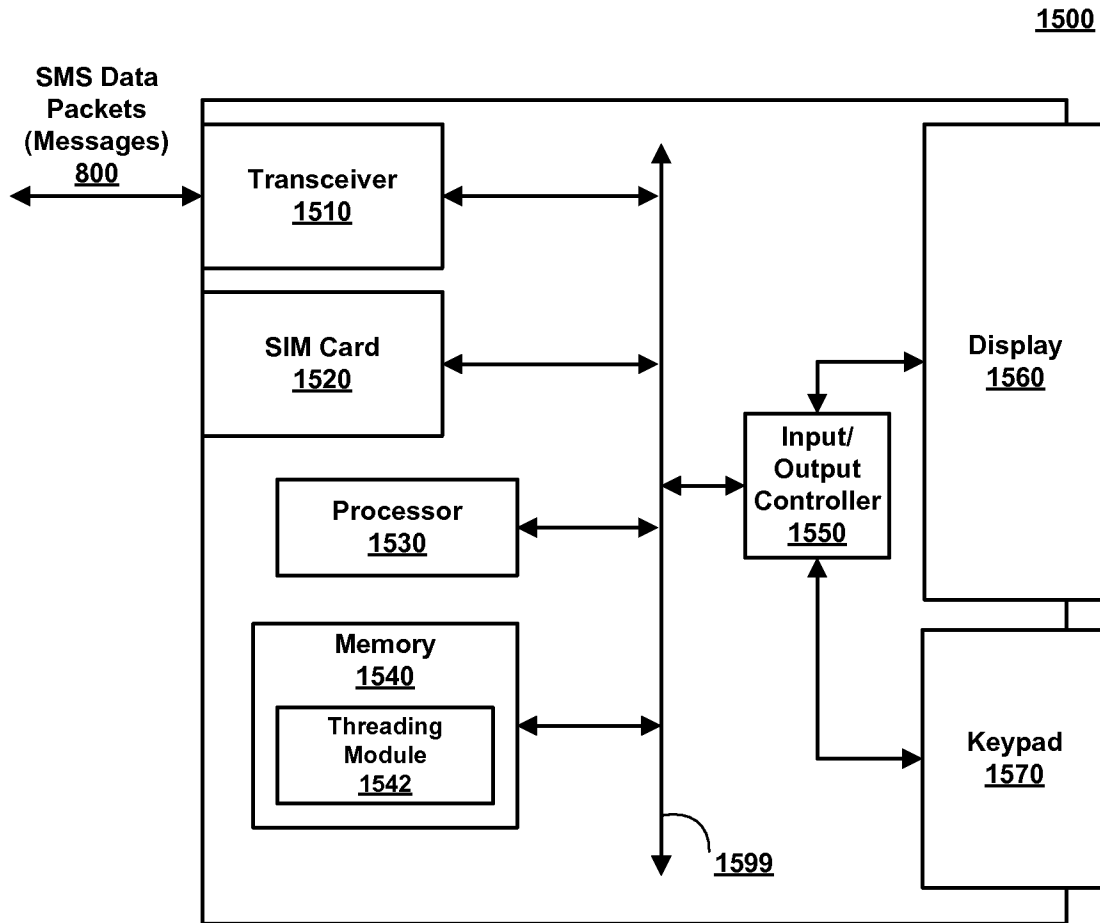 1500
SMS Data
Packets
(Messages)
800
Transceiver
1510
SIM Card
1520
Processor
1530
Memory
1540
Threading
Module
1542
Input/
Output
Controller
1550
Display
1560
Keypad
1570
1599